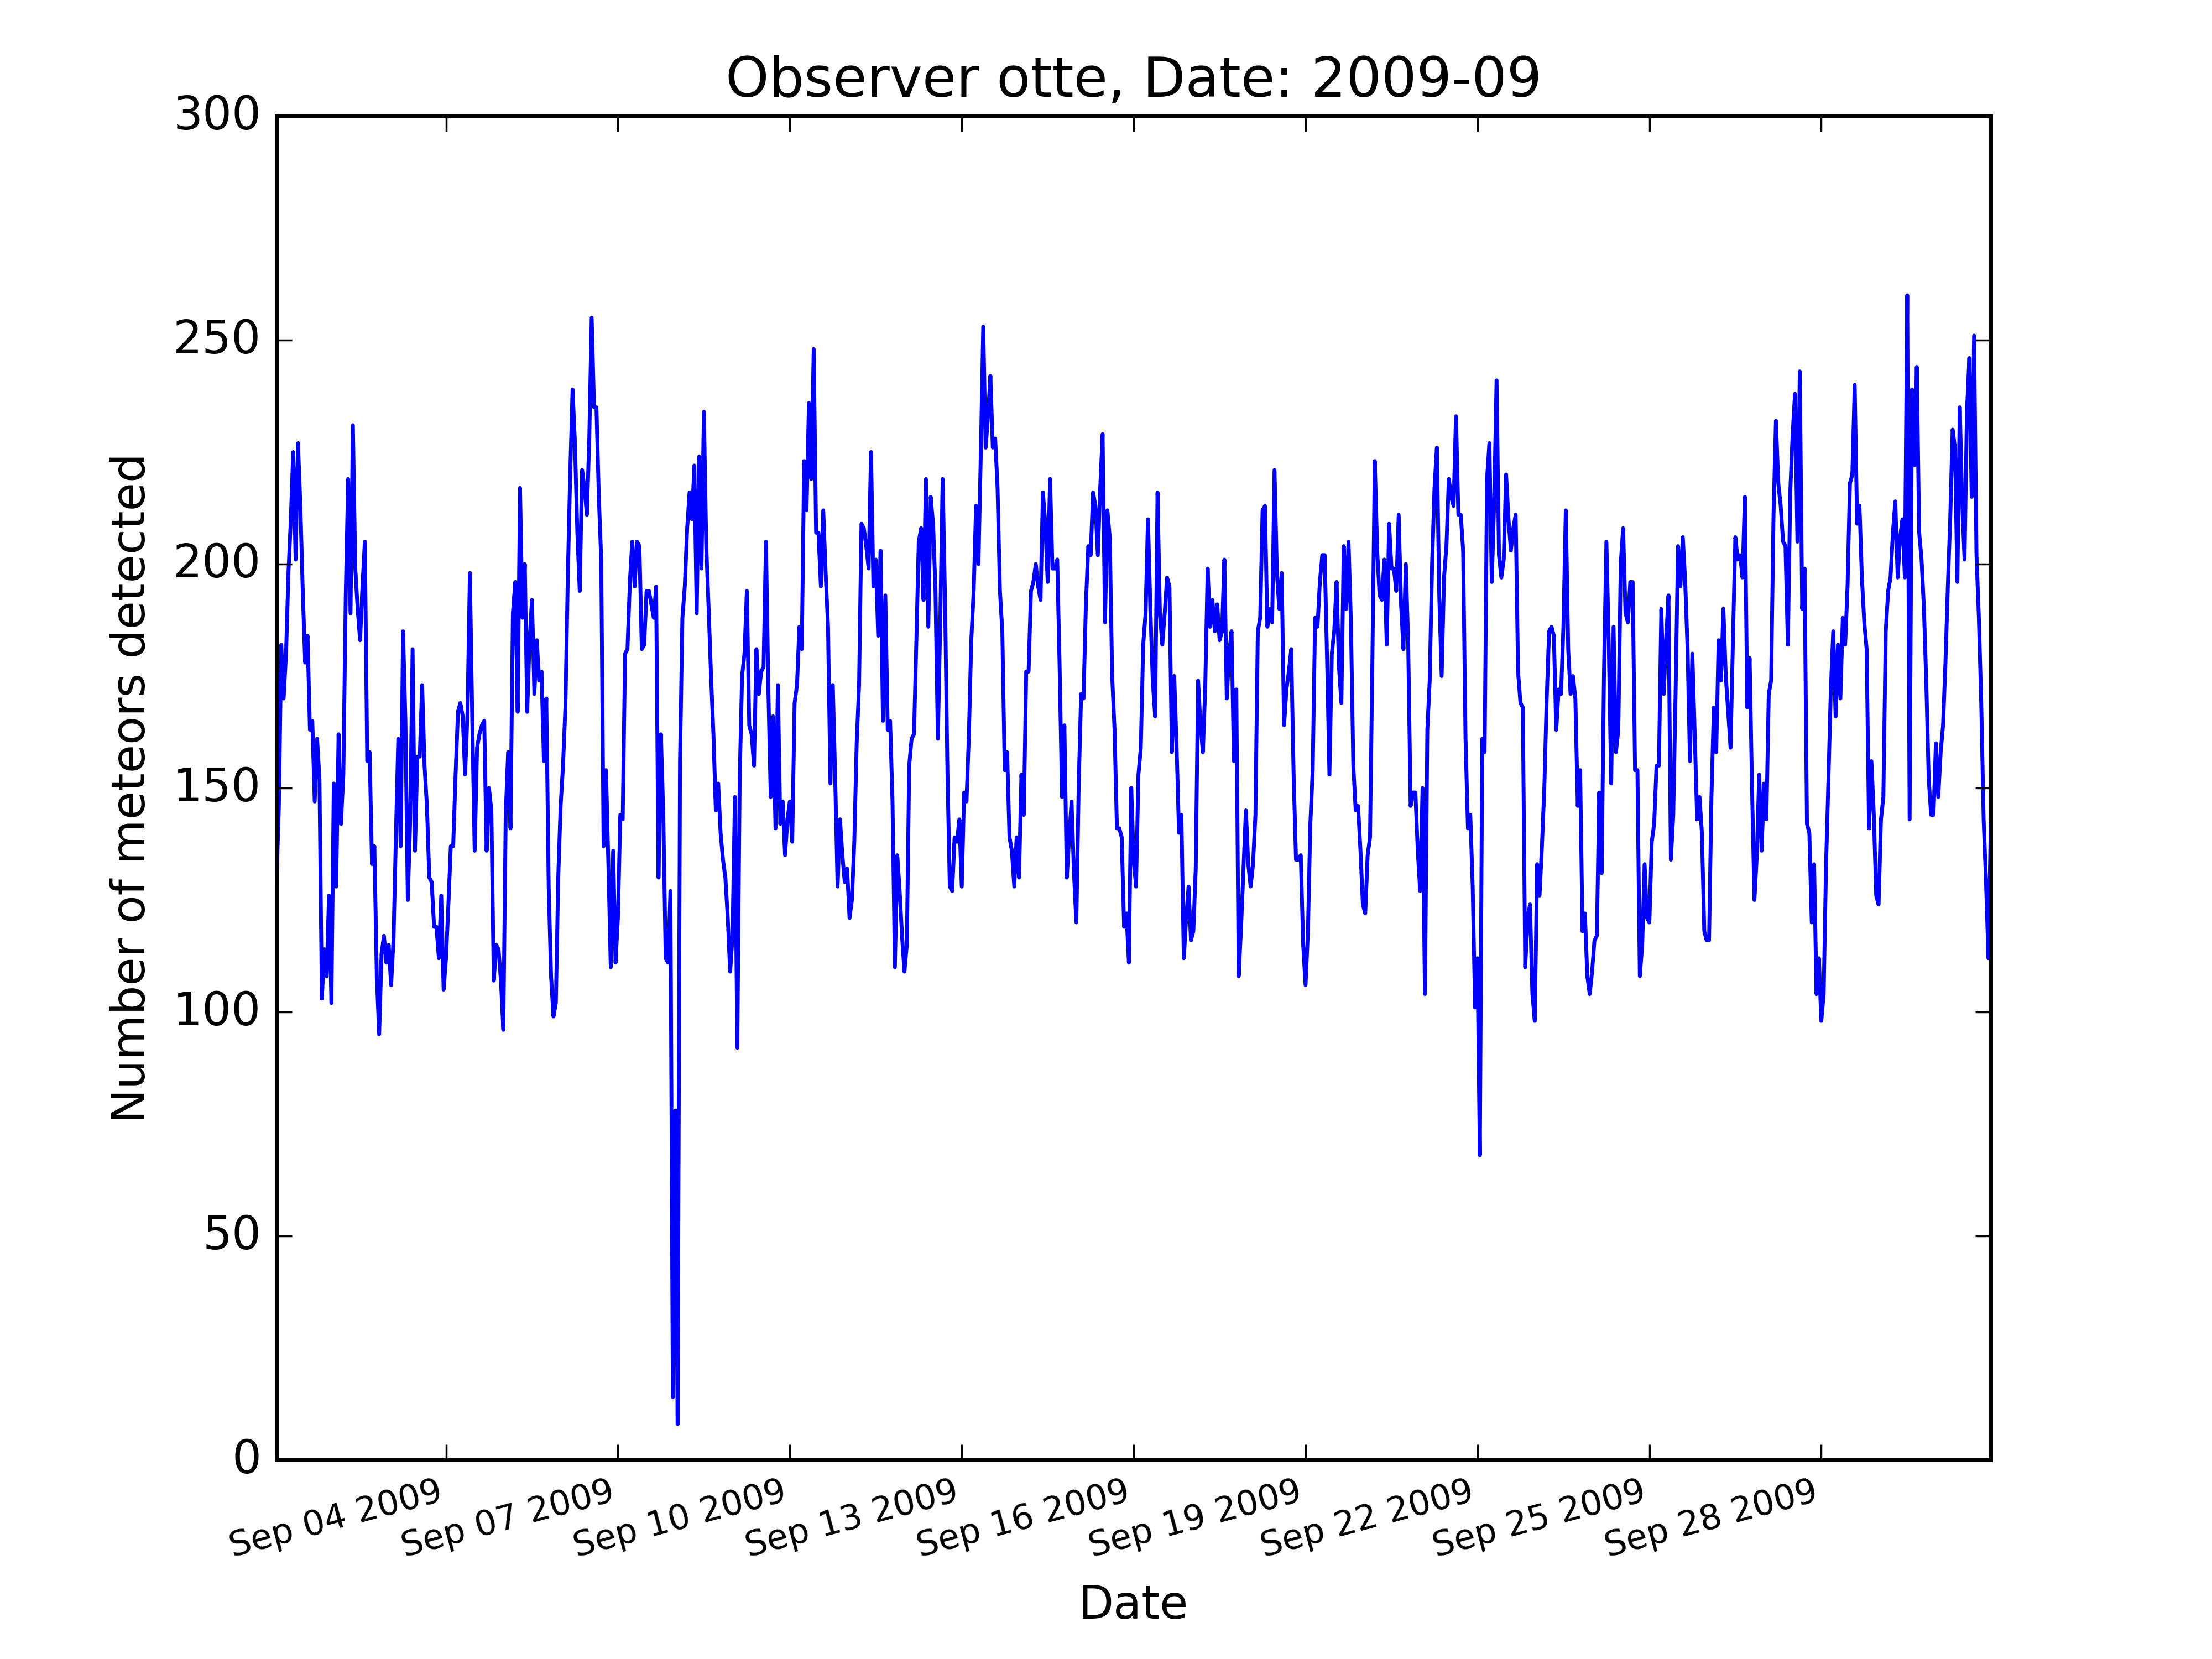 Observer otte, Date: 2009-09
300
250
200
150
100
50
0
Number of meteors detected
Sep 04 2009
Sep 07 2009
Sep 10 2009
Sep 13 2009
Sep 16 2009
Sep 19 2009
Sep 22 2009
Sep 25 2009
Sep 28 2009
Date